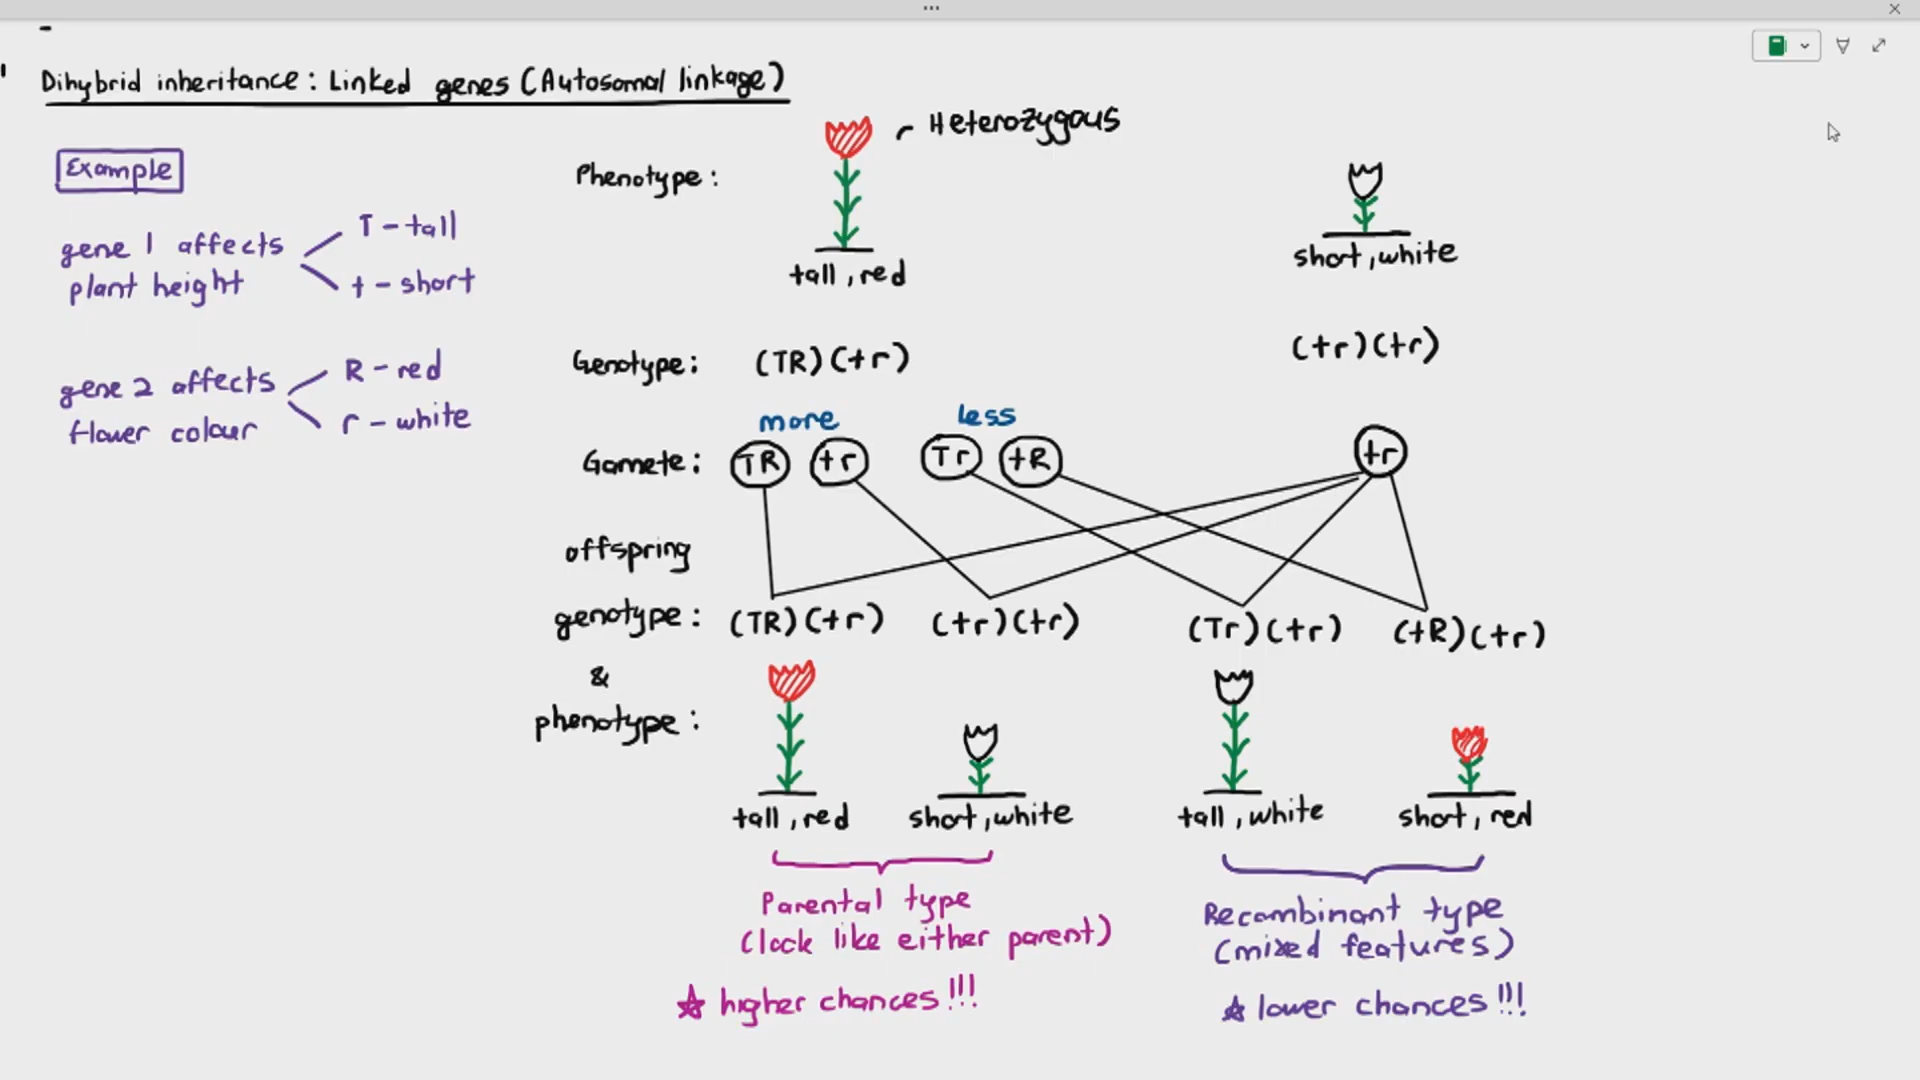 Dihybrid inheritance: Linked genes (Autosomal linkage)
Example
gene 1 affects plant height
T - tall
t - short
gene 2 affects flower colour
R - red
r - white
Heterozygous
Phenotype:
tall, red
short, white
Genotype: (TR)(tr) (tr)(tr)
more less
Gamete: TR tr Tr tR tr
offspring
genotype: (TR)(tr) (tr)(tr) (Tr)(tr) (tR)(tr)
&
phenotype:
tall, red short, white tall, white short, red
Parental type
(look like either parent)
☆ higher chances!!!
Recombinant type
(mixed features)
☆ lower chances!!!